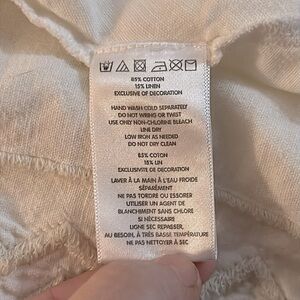 85% COTTON
15% LINEN
EXCLUSIVE OF DECORATION
HAND WASH COLD SEPARATELY
DO NOT WRING OR TWIST
USE ONLY NON-CHLORINE BLEACH
LINE DRY
LOW IRON AS NEEDED
DO NOT DRY CLEAN
85% COTON
15% LIN
EXCLUSIVITE DE DECORATION
LAVER À LA MAIN À L'EAU FROIDE
SÉPARÉMENT
NE PAS TORDRE OU ESSORER
UTILISER UN AGENT DE
BLANCHIMENT SANS CHLORE
SI NÉCESSAIRE
LIGNE SEC REPASSER,
AU BESOIN, À TRÈS BASSE TEMPÉRATURE
NE PAS NETTOYER À SEC